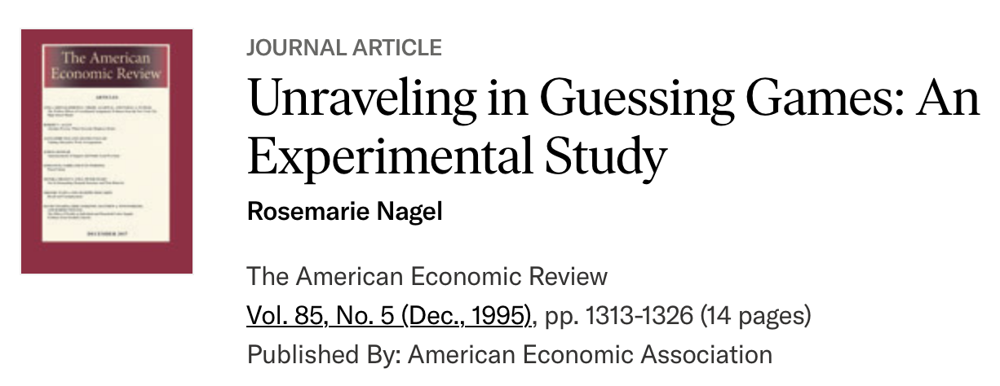 The American
Economic Review
ARTICLES
DECEMBER 2017
JOURNAL ARTICLE
Unraveling in Guessing Games: An
Experimental Study
Rosemarie Nagel
The American Economic Review
Vol. 85, No. 5 (Dec., 1995), pp. 1313-1326 (14 pages)
Published By: American Economic Association